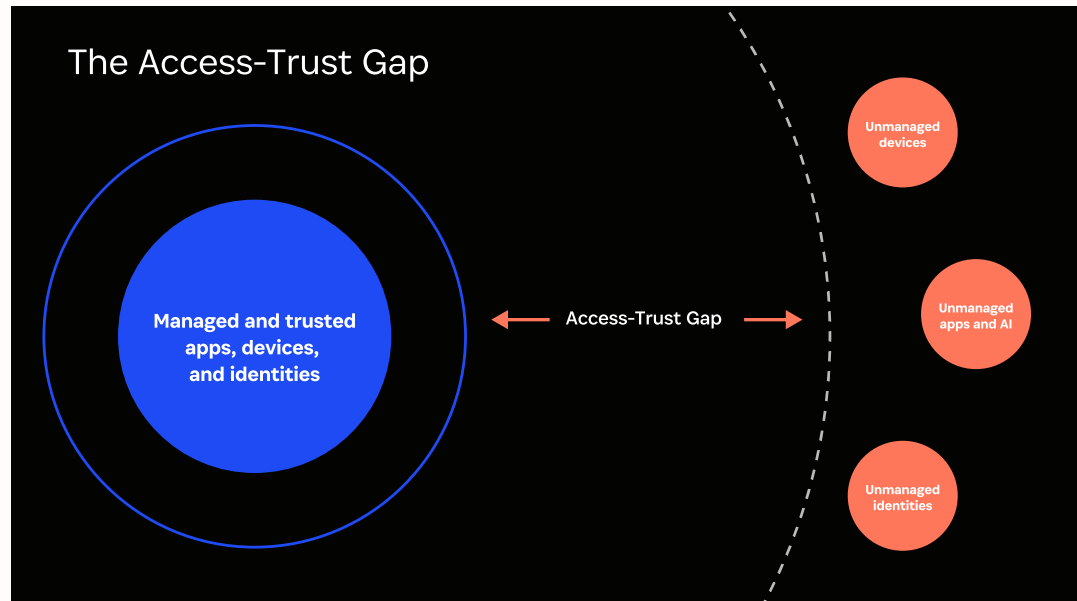 The Access-Trust Gap
Managed and trusted
apps, devices,
and identities
Access-Trust Gap
Unmanaged
devices
Unmanaged
apps and AI
Unmanaged
identities